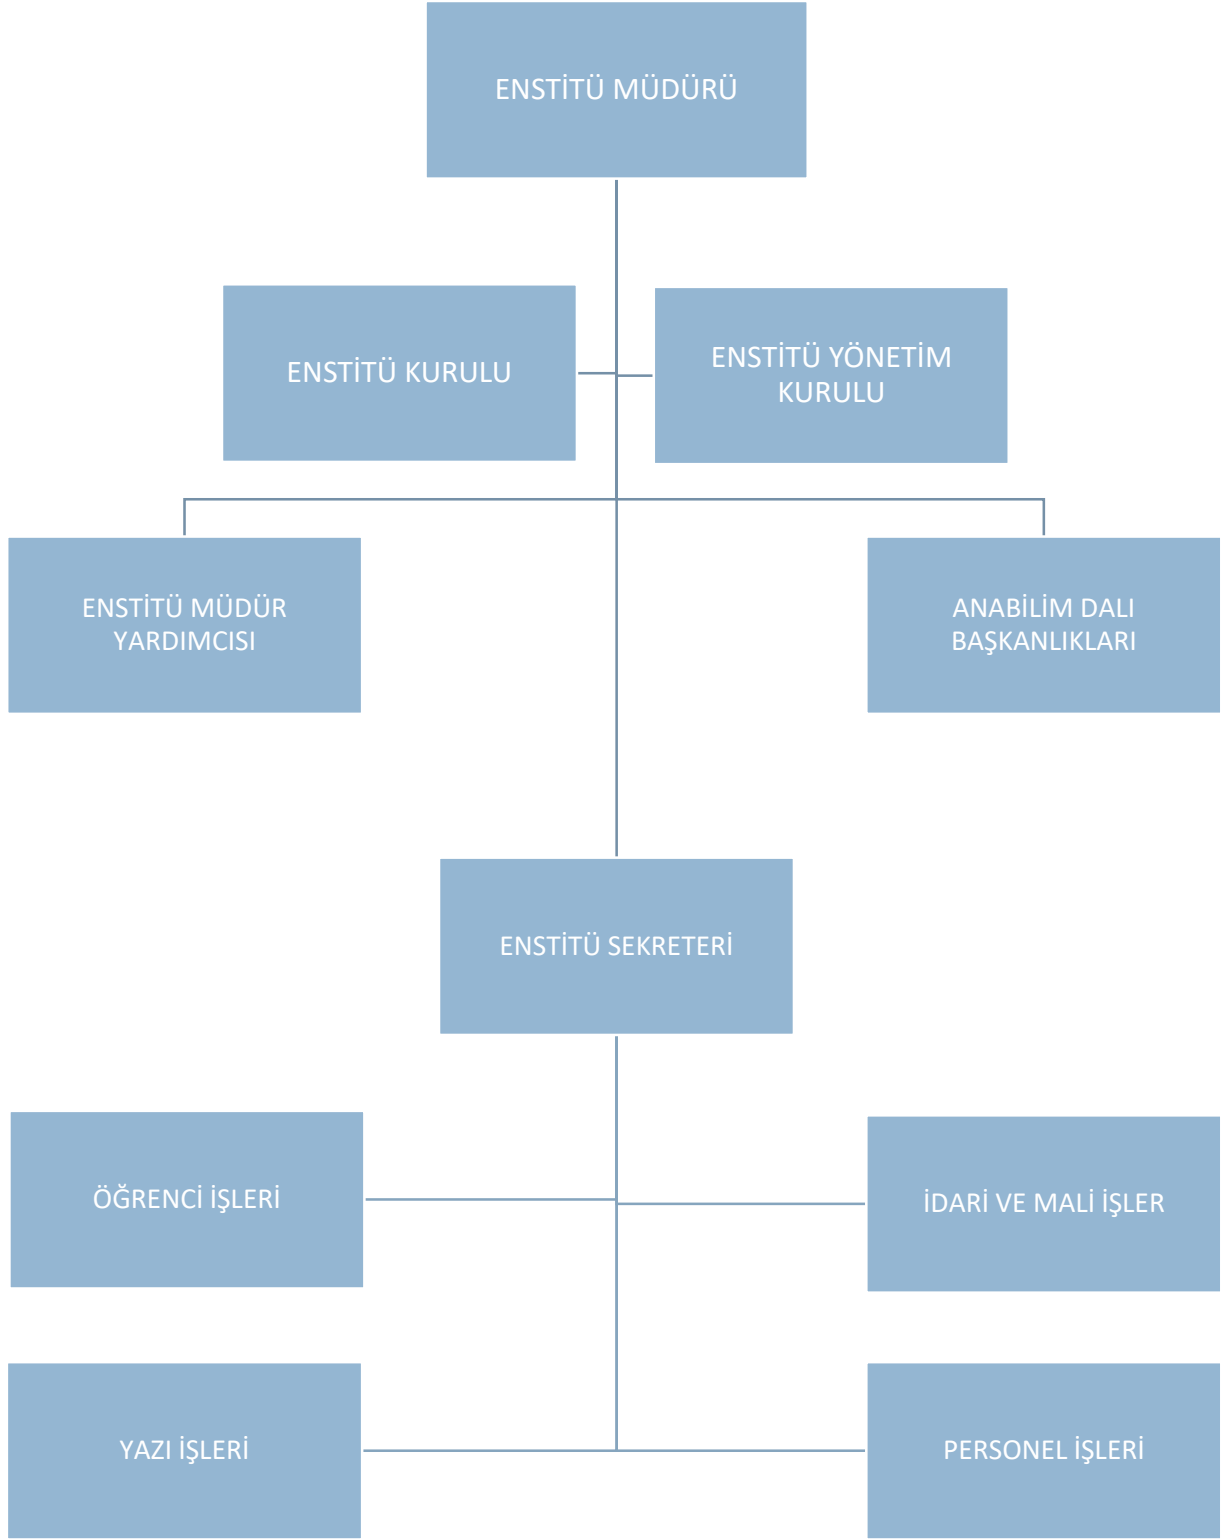 ENSTİTÜ MÜDÜRÜ
ENSTİTÜ KURULU
ENSTİTÜ YÖNETİM
KURULU
ENSTİTÜ MÜDÜR
YARDIMCISI
ANABİLİM DALI
BAŞKANLIKLARI
ENSTİTÜ SEKRETERİ
ÖĞRENCİ İŞLERİ
İDARİ VE MALİ İŞLER
YAZI İŞLERİ
PERSONEL İŞLERİ